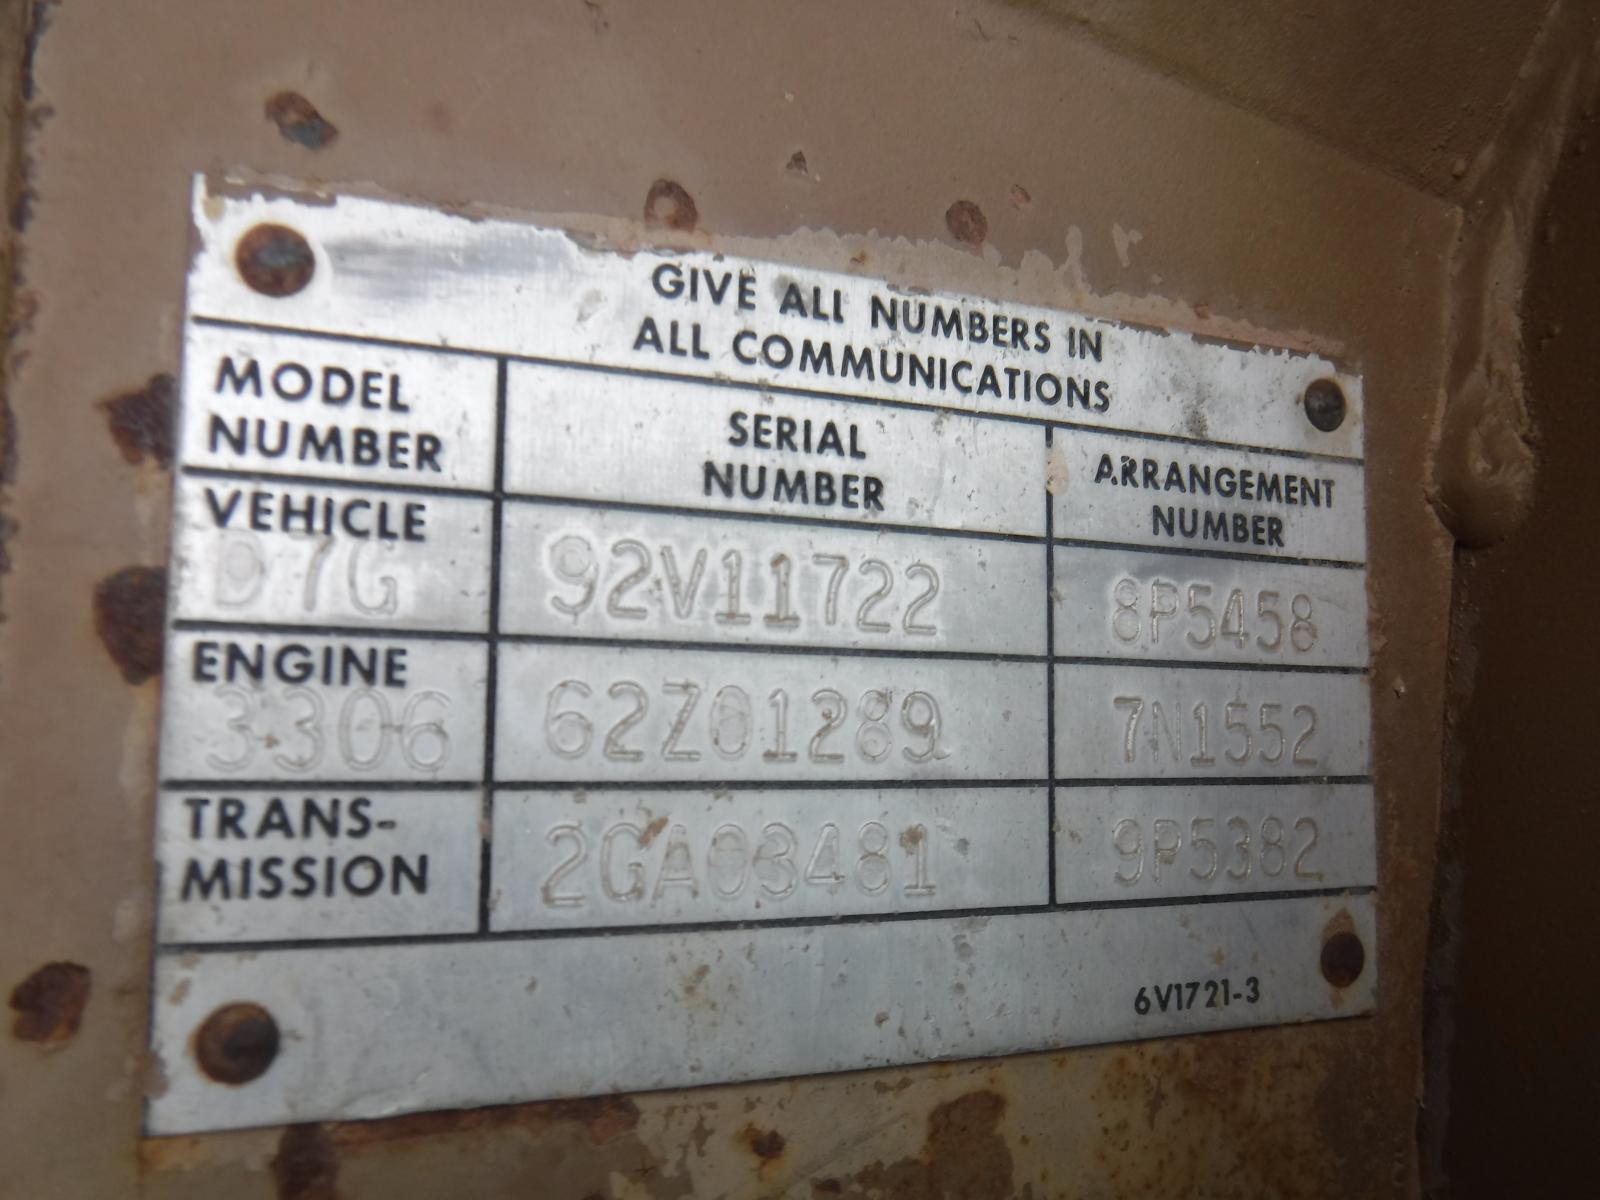 GIVE ALL NUMBERS IN
ALL COMMUNICATIONS
MODEL
NUMBER
SERIAL
NUMBER
ARRANGEMENT
NUMBER
VEHICLE
D7G
92V11722
8P5458
ENGINE
3306
62Z01289
7N1552
TRANS-
MISSION
2GA03481
9P5382
6V1721-3